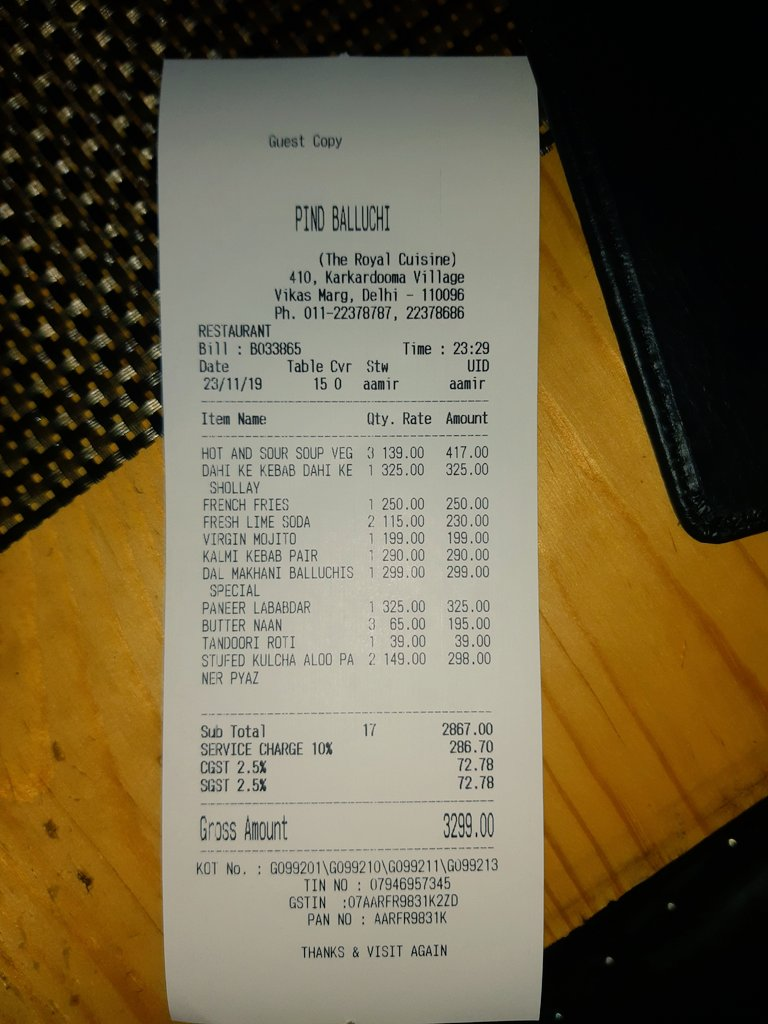 Guest Copy
PIND BALLUCHI
(The Royal Cuisine)
410, Karkardooma Village
Vikas Marg, Delhi - 110096
Ph. 011-22378787, 22378686
RESTAURANT
Bill : B033865 Time : 23:29
Date Table Cvr Stw UID
23/11/19 15 0 aamir aamir
Item Name Qty. Rate Amount
HOT AND SOUR SOUP VEG 3 139.00 417.00
DAHI KE KEBAB DAHI KE 1 325.00 325.00
SHOLLAY
FRENCH FRIES 1 250.00 250.00
FRESH LIME SODA 2 115.00 230.00
VIRGIN MOJITO 1 199.00 199.00
KALMI KEBAB PAIR 1 290.00 290.00
DAL MAKHANI BALLUCHIS 1 299.00 299.00
SPECIAL
PANEER LABABDAR 1 325.00 325.00
BUTTER NAAN 3 65.00 195.00
TANDOORI ROTI 1 39.00 39.00
STUFED KULCHA ALOO PA 2 149.00 298.00
NER PYAZ
Sub Total 17 2867.00
SERVICE CHARGE 10% 286.70
CGST 2.5% 72.78
SGST 2.5% 72.78
Gross Amount 3299.00
KOT No. : G099201\G099210\G099211\G099213
TIN NO : 07946957345
GSTIN :07AARFR9831K2ZD
PAN NO : AARFR9831K
THANKS & VISIT AGAIN